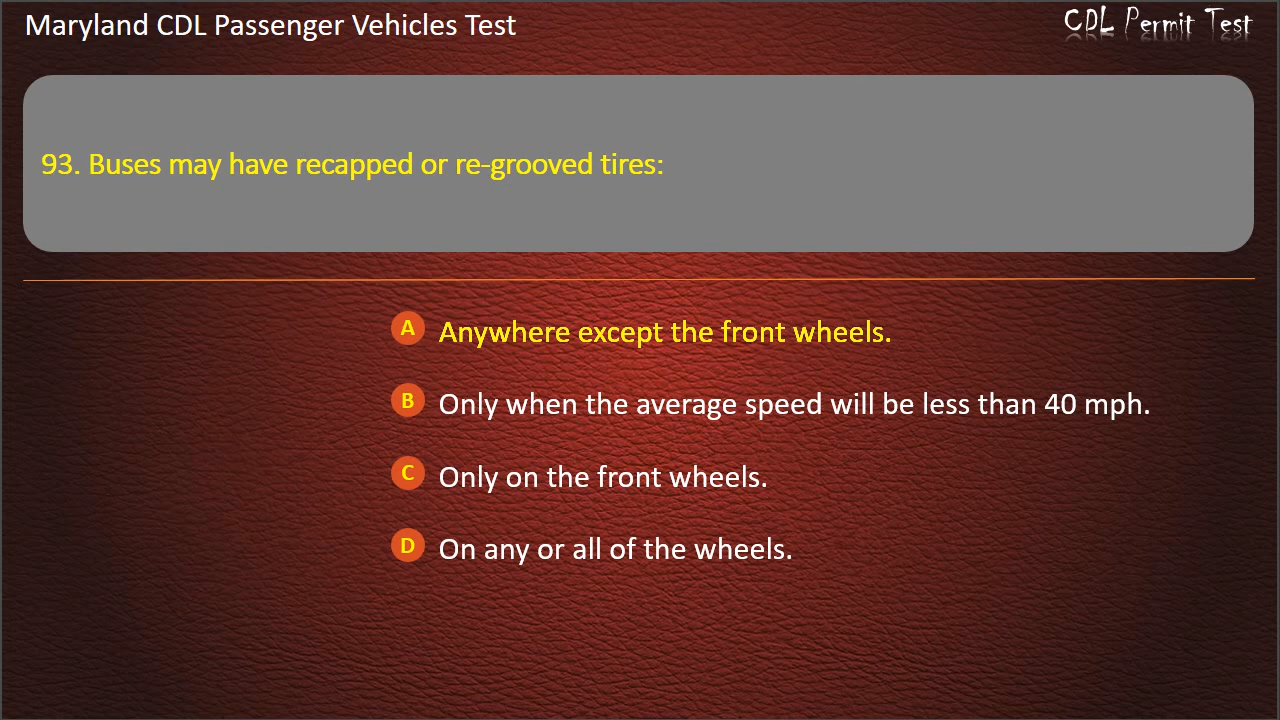 Maryland CDL Passenger Vehicles Test
CDL Permit Test
93. Buses may have recapped or re-grooved tires:
A Anywhere except the front wheels.
B Only when the average speed will be less than 40 mph.
C Only on the front wheels.
D On any or all of the wheels.